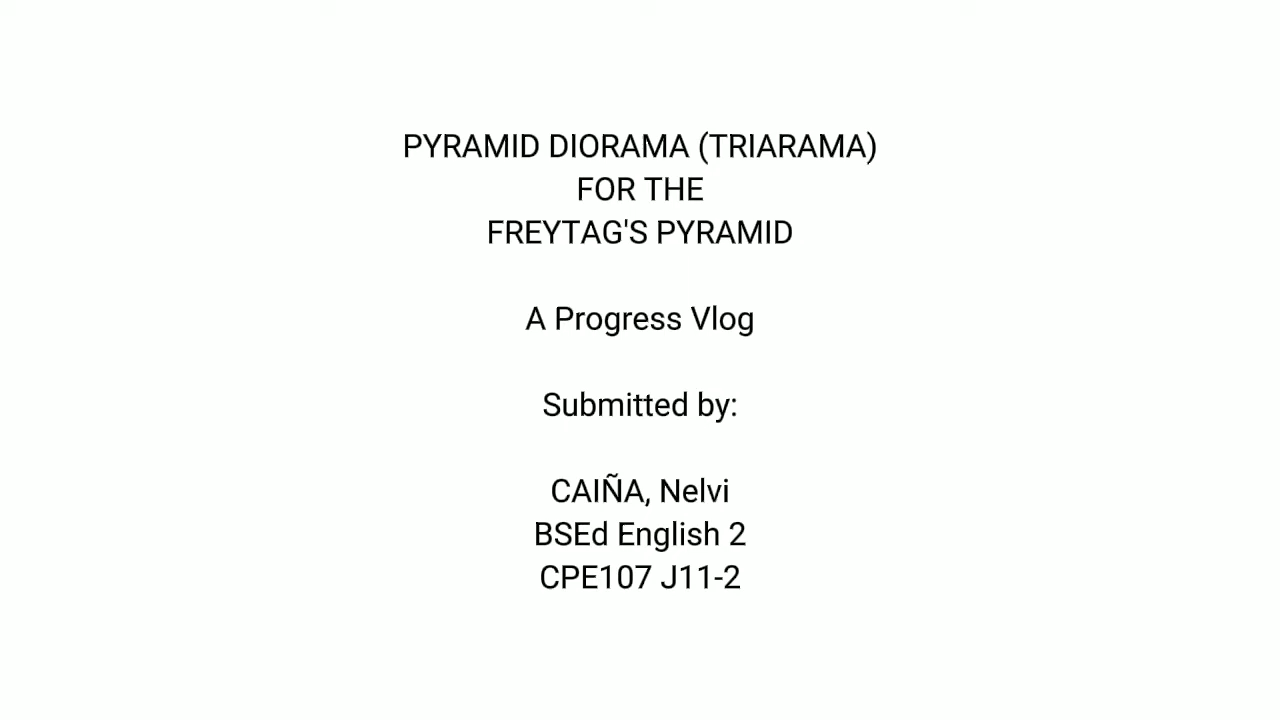 PYRAMID DIORAMA (TRIARAMA)
FOR THE
FREYTAG'S PYRAMID
A Progress Vlog
Submitted by:
CAIÑA, Nelvi
BSEd English 2
CPE107 J11-2